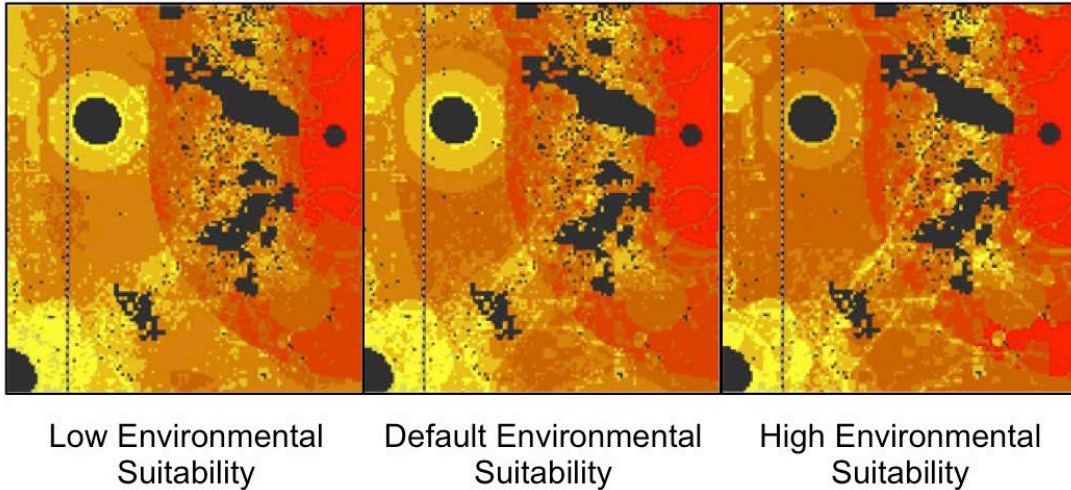 Low Environmental
Suitability
Default Environmental
Suitability
High Environmental
Suitability